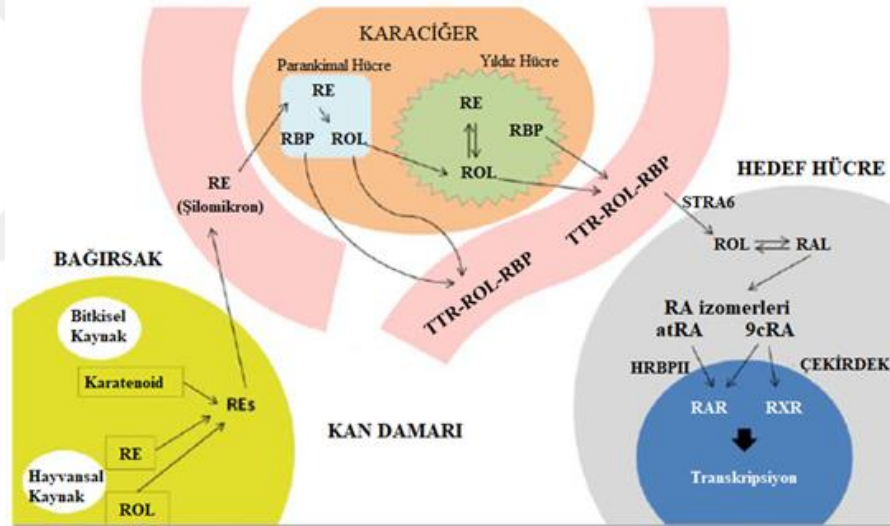 KARACİĞER
Parankimal Hücre
Yıldız Hücre
RE
RBP
ROL
RE
RBP
ROL
RE
(Şilomikron)
TTR-ROL-RBP
TTR-ROL-RBP
HEDEF HÜCRE
STRA6
ROL
RAL
RA izomerleri
atRA
9cRA
HRBPII
ÇEKİRDEK
RAR
RXR
Transkripsiyon
BAĞIRSAK
Bitkisel
Kaynak
Karatenoid
REs
RE
Hayvansal
Kaynak
ROL
KAN DAMARI